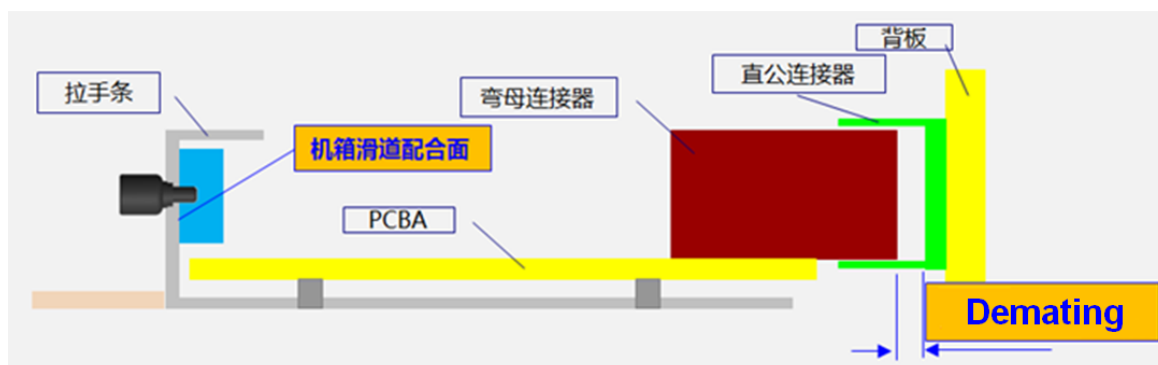 背板
直公连接器
拉手条
弯母连接器
机箱滑道配合面
PCBA
Demating